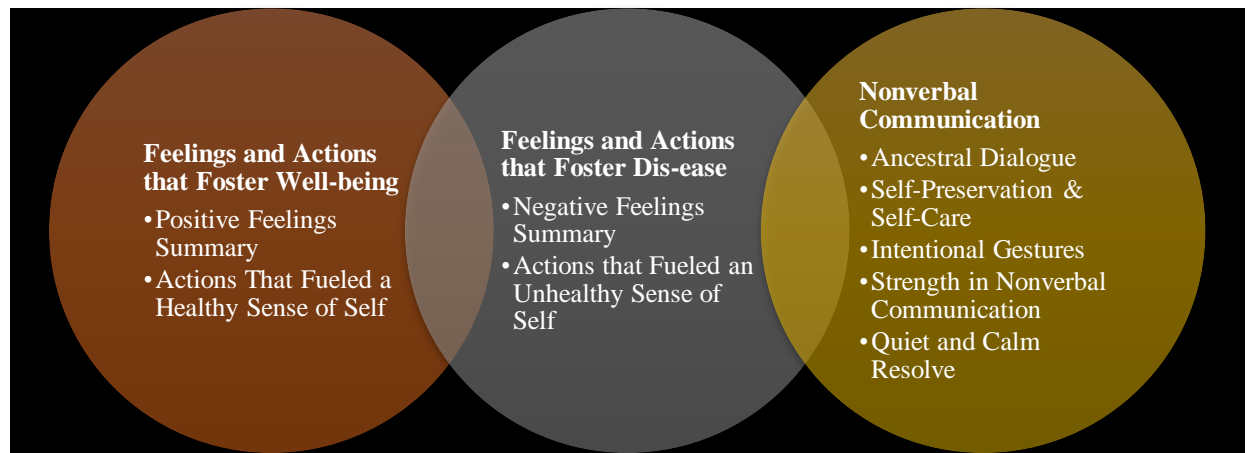 Feelings and Actions
that Foster Well-being
•Positive Feelings
Summary
•Actions That Fueled a
Healthy Sense of Self
Feelings and Actions
that Foster Dis-ease
•Negative Feelings
Summary
•Actions that Fueled an
Unhealthy Sense of
Self
Nonverbal
Communication
•Ancestral Dialogue
•Self-Preservation &
Self-Care
•Intentional Gestures
•Strength in Nonverbal
Communication
•Quiet and Calm
Resolve